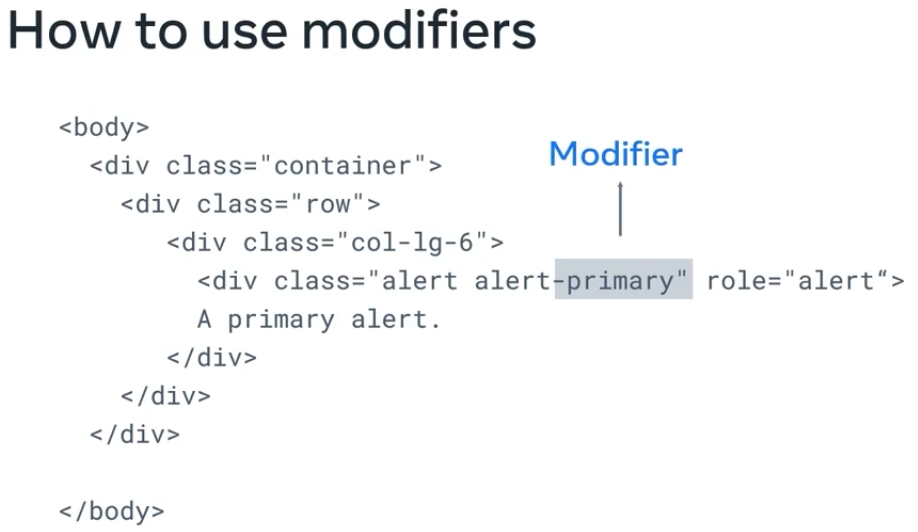 How to use modifiers
<body>
Modifier
<div class="container">
<div class="row">
<div class="col-lg-6">
<div class="alert alert-primary" role="alert“>
A primary alert.
</div>
</div>
</div>
</body>